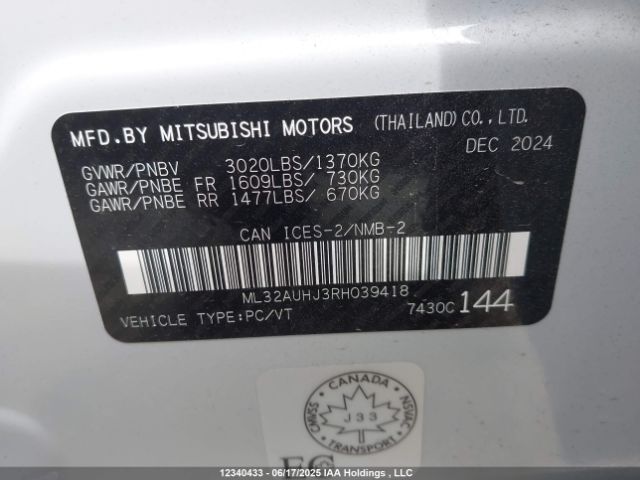 MFD.BY MITSUBISHI MOTORS (THAILAND) CO., LTD.
DEC 2024
GVWR/PNBV 3020LBS/1370KG
GAWR/PNBE FR 1609LBS/ 730KG
GAWR/PNBE RR 1477LBS/ 670KG
CAN ICES-2/NMB-2
ML32AUHJ3RH039418
VEHICLE TYPE:PC/VT 7430C 144
CANADA
CMVSS J33 NSVAC
TRANSPORT
12340433 - 06/17/2025 IAA Holdings , LLC